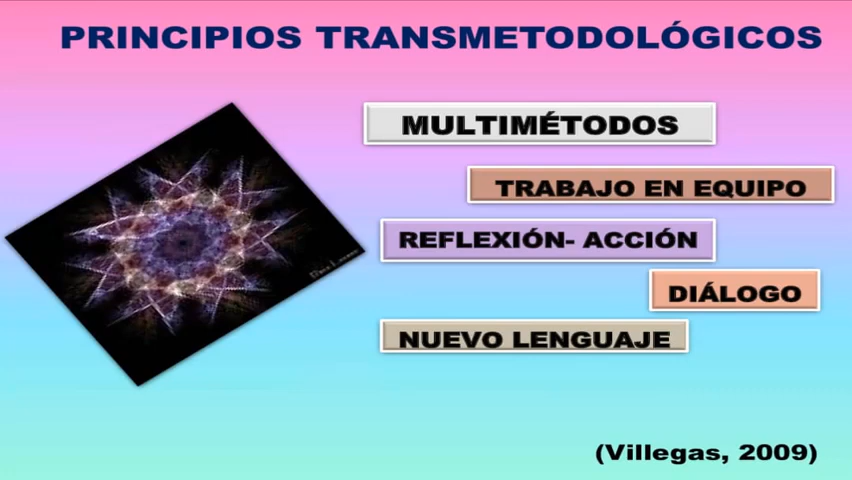 PRINCIPIOS TRANSMETODOLÓGICOS
MULTIMÉTODOS
TRABAJO EN EQUIPO
REFLEXIÓN- ACCIÓN
DIÁLOGO
NUEVO LENGUAJE
(Villegas, 2009)